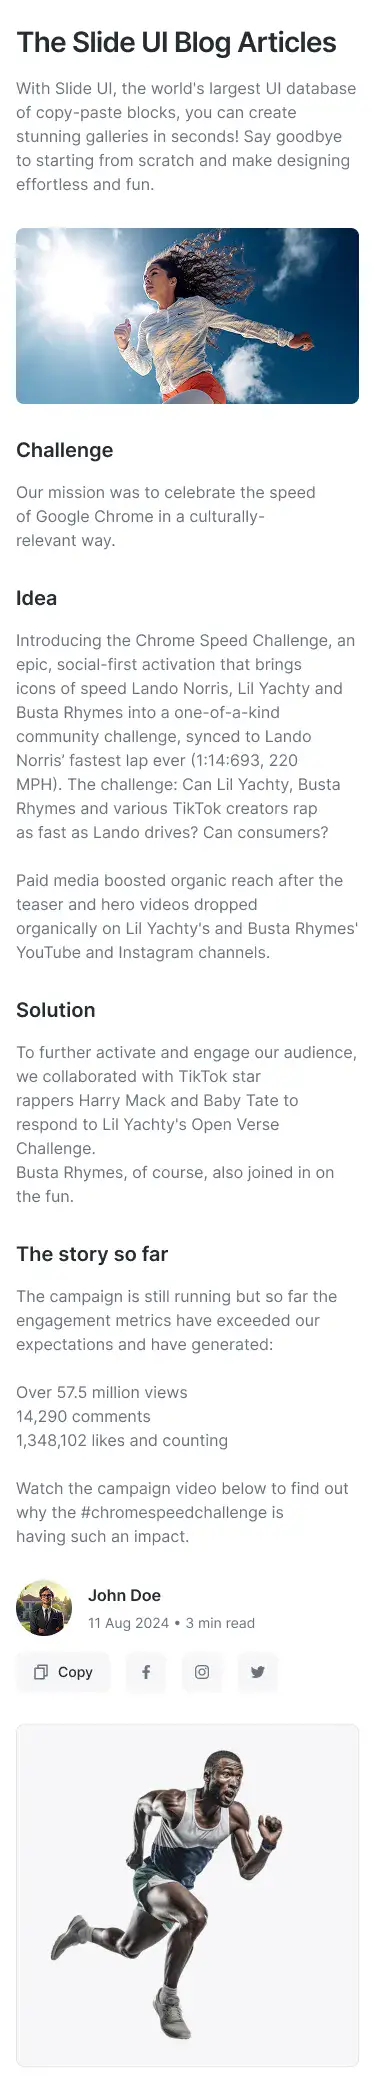 The Slide UI Blog Articles
With Slide UI, the world's largest UI database
of copy-paste blocks, you can create
stunning galleries in seconds! Say goodbye
to starting from scratch and make designing
effortless and fun.
Challenge
Our mission was to celebrate the speed
of Google Chrome in a culturally-
relevant way.
Idea
Introducing the Chrome Speed Challenge, an
epic, social-first activation that brings
icons of speed Lando Norris, Lil Yachty and
Busta Rhymes into a one-of-a-kind
community challenge, synced to Lando
Norris’ fastest lap ever (1:14:693, 220
MPH). The challenge: Can Lil Yachty, Busta
Rhymes and various TikTok creators rap
as fast as Lando drives? Can consumers?
Paid media boosted organic reach after the
teaser and hero videos dropped
organically on Lil Yachty's and Busta Rhymes'
YouTube and Instagram channels.
Solution
To further activate and engage our audience,
we collaborated with TikTok star
rappers Harry Mack and Baby Tate to
respond to Lil Yachty's Open Verse
Challenge.
Busta Rhymes, of course, also joined in on
the fun.
The story so far
The campaign is still running but so far the
engagement metrics have exceeded our
expectations and have generated:
Over 57.5 million views
14,290 comments
1,348,102 likes and counting
Watch the campaign video below to find out
why the #chromespeedchallenge is
having such an impact.
John Doe
11 Aug 2024 • 3 min read
Copy